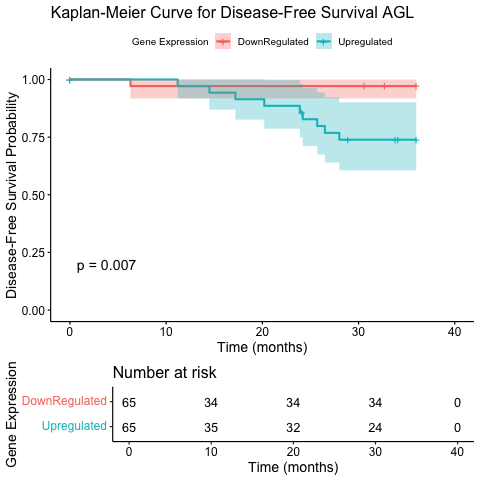 Kaplan-Meier Curve for Disease-Free Survival AGL
Gene Expression DownRegulated Upregulated
Disease-Free Survival Probability
1.00
0.75
0.50
0.25
0.00
p = 0.007
0 10 20 30 40
Time (months)
Number at risk
Gene Expression
DownRegulated 65 34 34 34 0
Upregulated 65 35 32 24 0
0 10 20 30 40
Time (months)